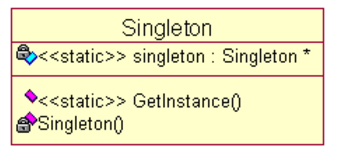 Singleton
<<static>> singleton : Singleton *
<<static>> GetInstance()
Singleton()